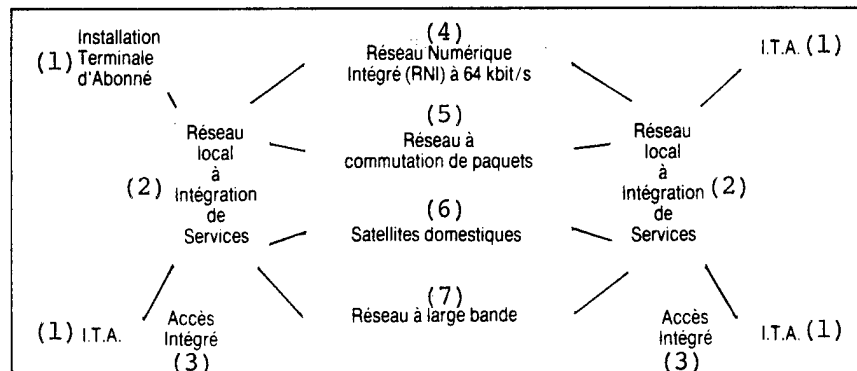 (1) Installation
Terminale
d'Abonné
(4)
Réseau Numérique
Intégré (RNI) à 64 kbit/s
I.T.A. (1)
(5)
Réseau à
commutation de paquets
Réseau
local
à
(2) Intégration
de
Services
Réseau
local
à
Intégration (2)
de
Services
(6)
Satellites domestiques
(7)
Réseau à large bande
(1) I.T.A.
Accès
Intégré
(3)
Accès
Intégré
(3)
I.T.A. (1)